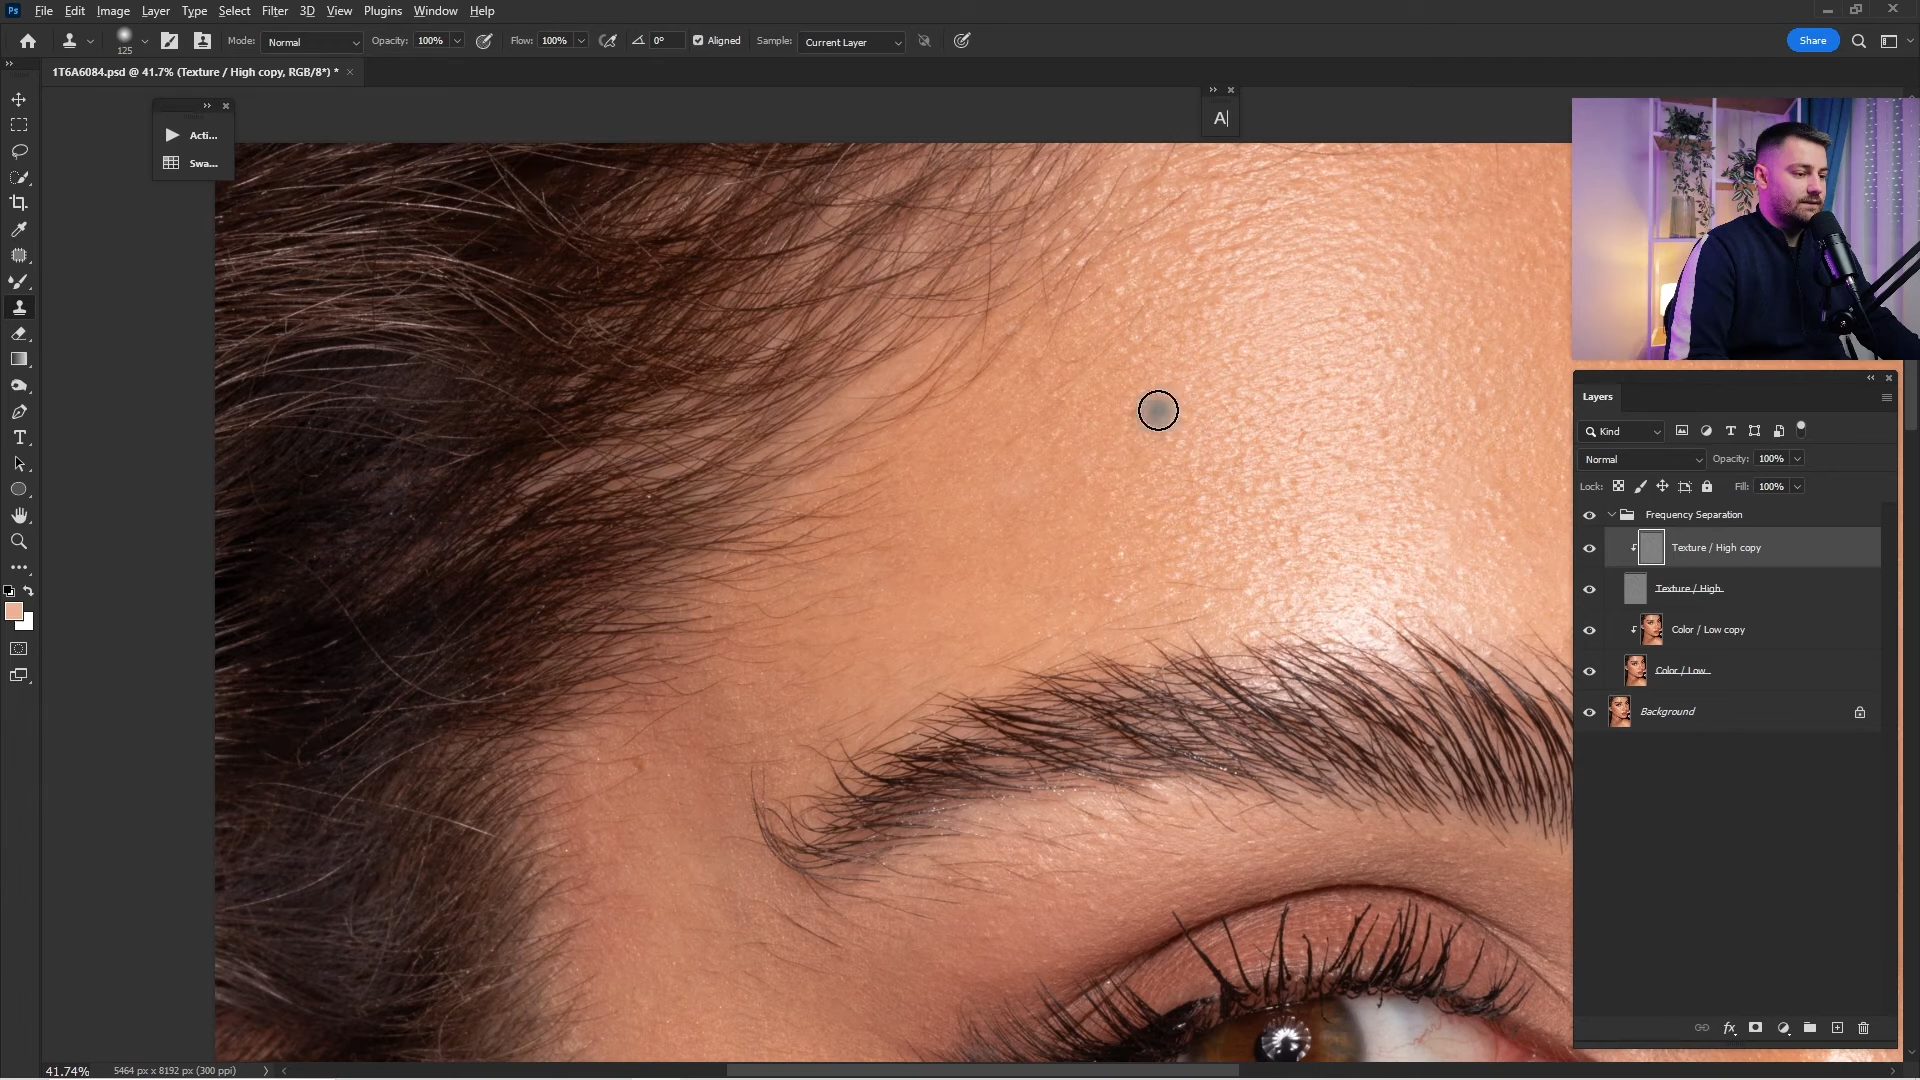 Ps File Edit Image Layer Type Select Filter 3D View Plugins Window Help
125 Mode: Normal Opacity: 100% Flow: 100% 0° Aligned Sample: Current Layer Share
1T6A6084.psd @ 41.7% (Texture / High copy, RGB/8*) *
Acti...
Swa...
A
Layers
Kind
Normal Opacity: 100%
Lock: Fill: 100%
Frequency Separation
Texture / High copy
Texture / High
Color / Low copy
Color / Low
Background
fx
41.74% 5464 px x 8192 px (300 ppi)